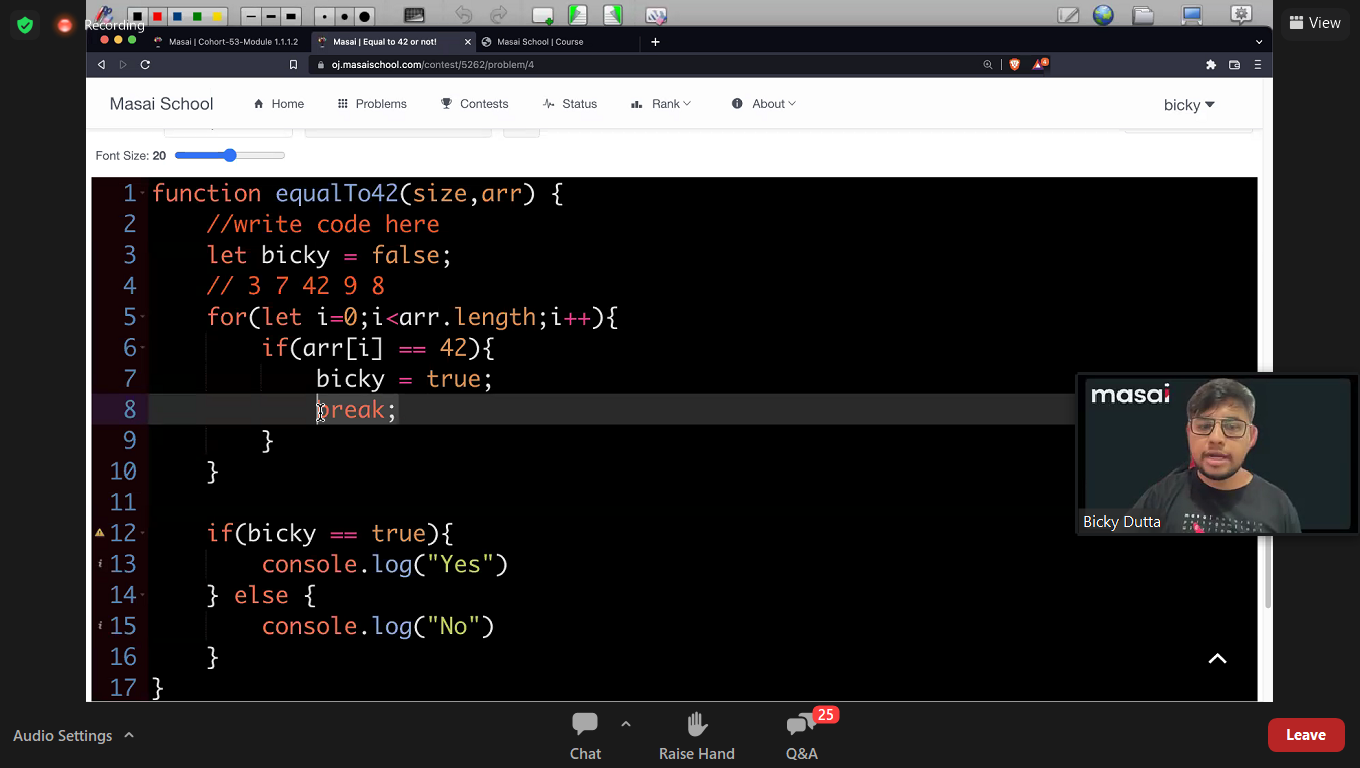 Recording
View
Masai | Cohort-53-Module 1.1.1.2
Masai | Equal to 42 or not!
Masai School | Course
oj.masaischool.com/contest/5262/problem/4
4
Masai School
Home
Problems
Contests
Status
Rank
About
bicky
Font Size: 20
1 function equalTo42(size,arr) {
2 //write code here
3 let bicky = false;
4 // 3 7 42 9 8
5 for(let i=0;i<arr.length;i++){
6 if(arr[i] == 42){
7 bicky = true;
8 break;
9 }
10 }
11
12 if(bicky == true){
13 console.log("Yes")
14 } else {
15 console.log("No")
16 }
17 }
masai
Bicky Dutta
Audio Settings
Chat
Raise Hand
25
Q&A
Leave